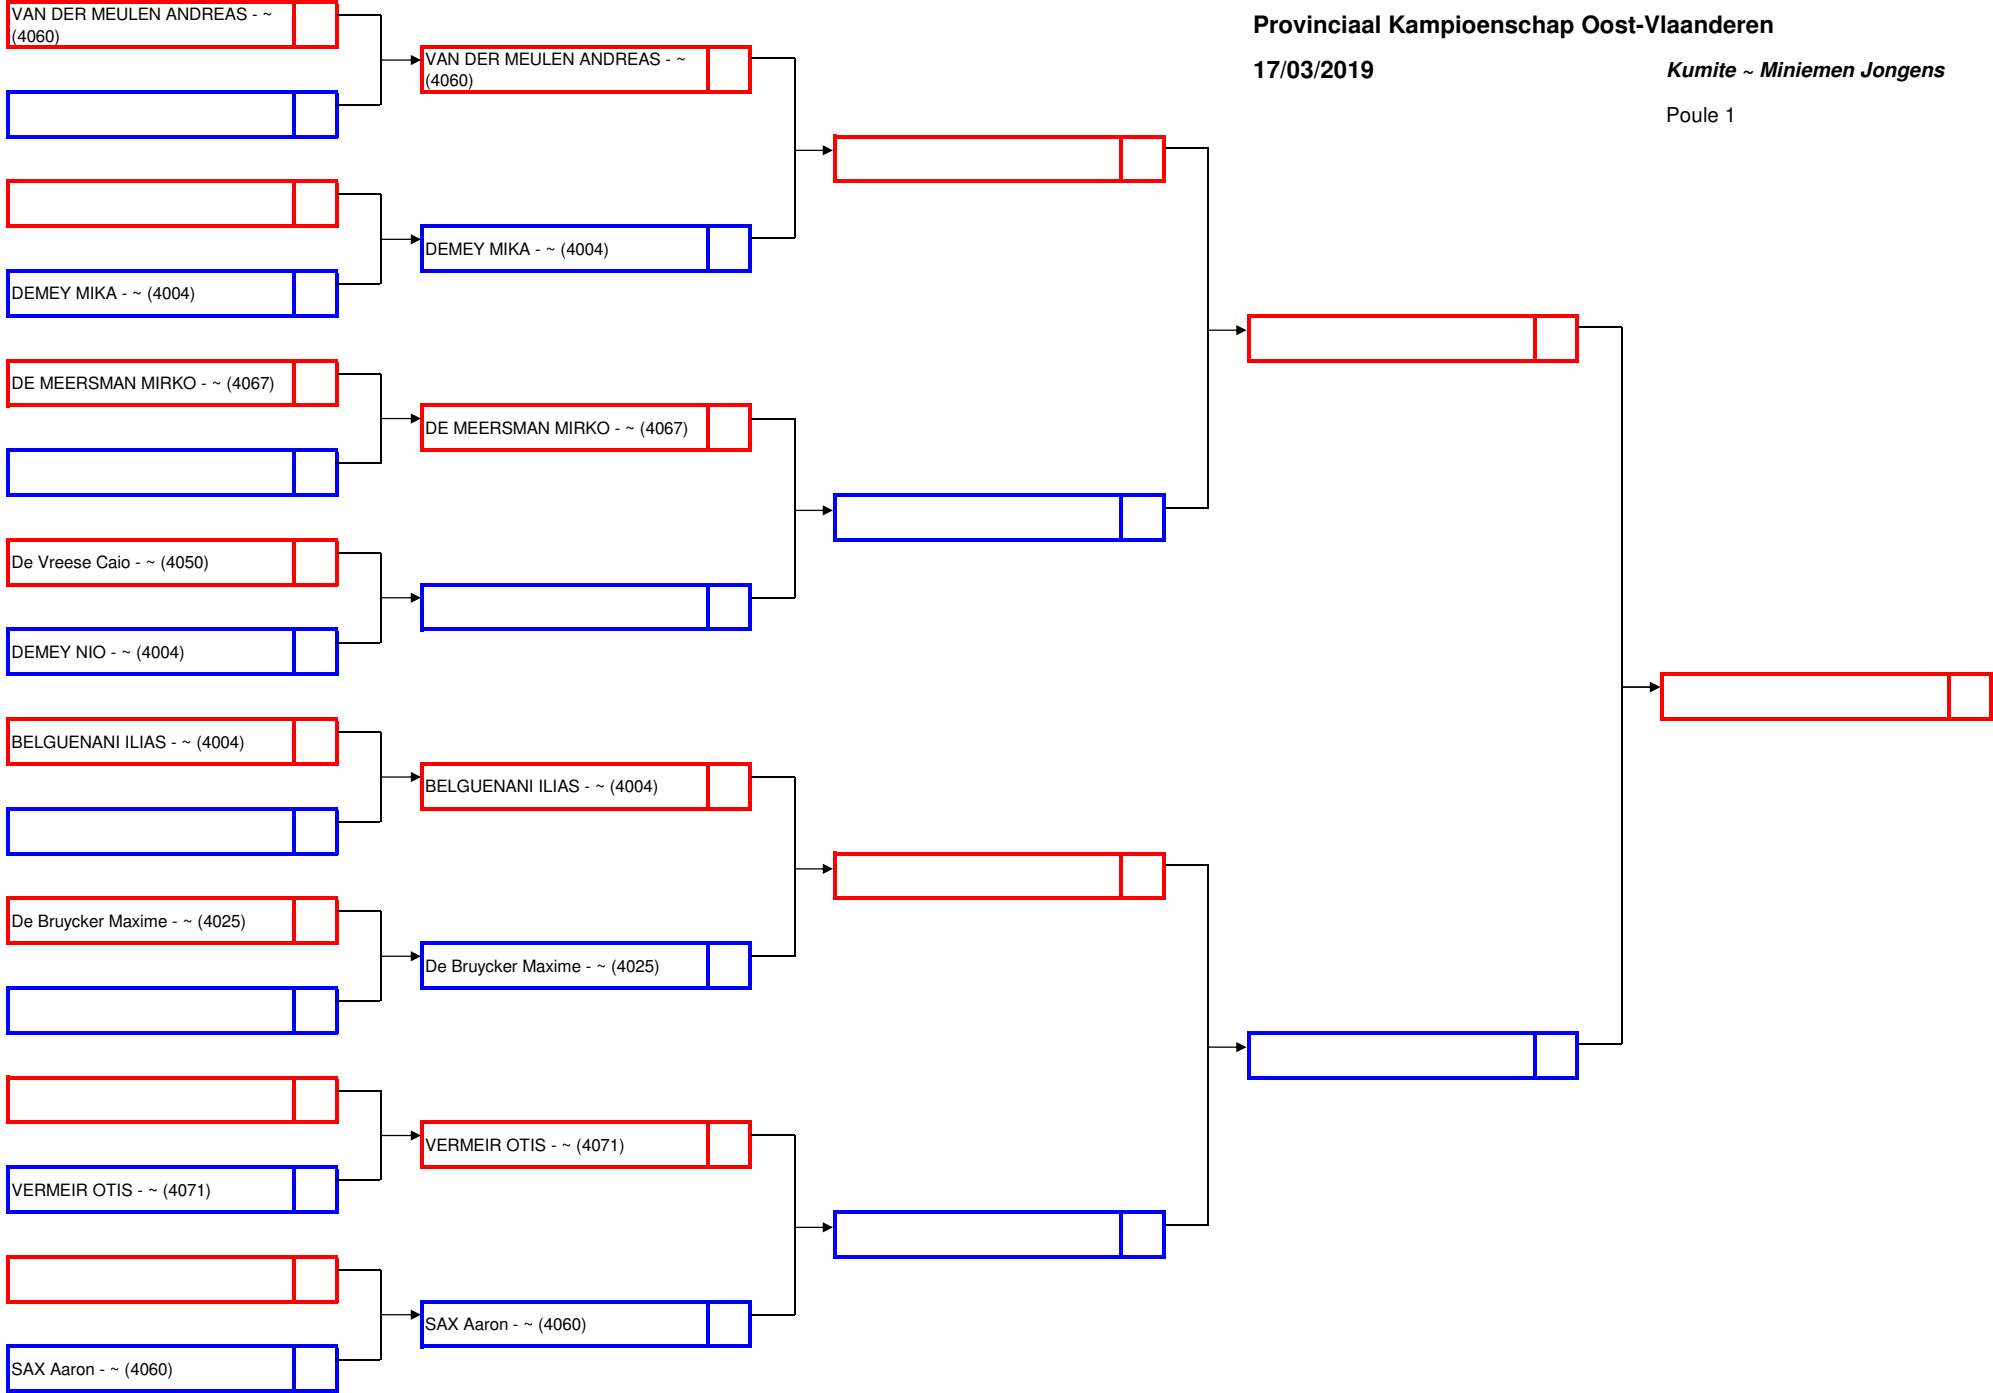 Provinciaal Kampioenschap Oost-Vlaanderen
17/03/2019
Kumite ~ Miniemen Jongens
Poule 1
VAN DER MEULEN ANDREAS - ~
(4060)
DEMEY MIKA - ~ (4004)
DE MEERSMAN MIRKO - ~ (4067)
De Vreese Caio - ~ (4050)
DEMEY NIO - ~ (4004)
BELGUENANI ILIAS - ~ (4004)
De Bruycker Maxime - ~ (4025)
VERMEIR OTIS - ~ (4071)
SAX Aaron - ~ (4060)
VAN DER MEULEN ANDREAS - ~
(4060)
DEMEY MIKA - ~ (4004)
DE MEERSMAN MIRKO - ~ (4067)
BELGUENANI ILIAS - ~ (4004)
De Bruycker Maxime - ~ (4025)
VERMEIR OTIS - ~ (4071)
SAX Aaron - ~ (4060)